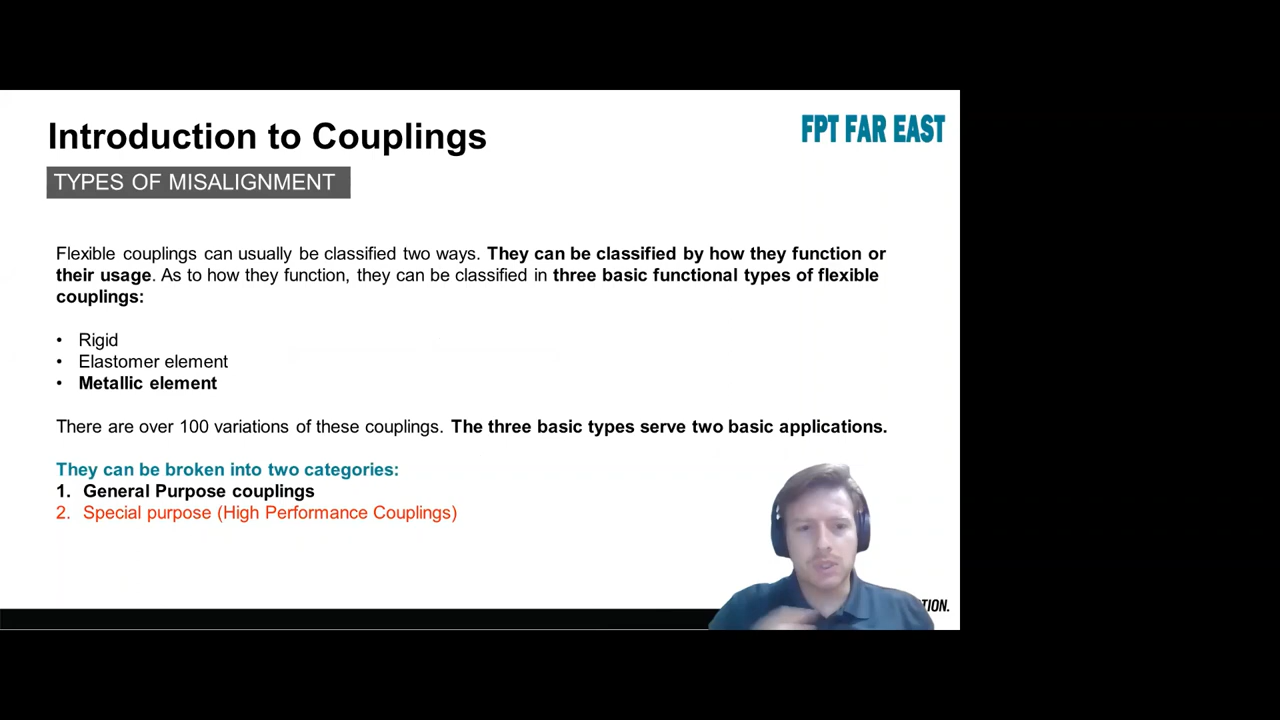 Introduction to Couplings
FPT FAR EAST
TYPES OF MISALIGNMENT
Flexible couplings can usually be classified two ways. They can be classified by how they function or
their usage. As to how they function, they can be classified in three basic functional types of flexible
couplings:
• Rigid
• Elastomer element
• Metallic element
There are over 100 variations of these couplings. The three basic types serve two basic applications.
They can be broken into two categories:
1. General Purpose couplings
2. Special purpose (High Performance Couplings)